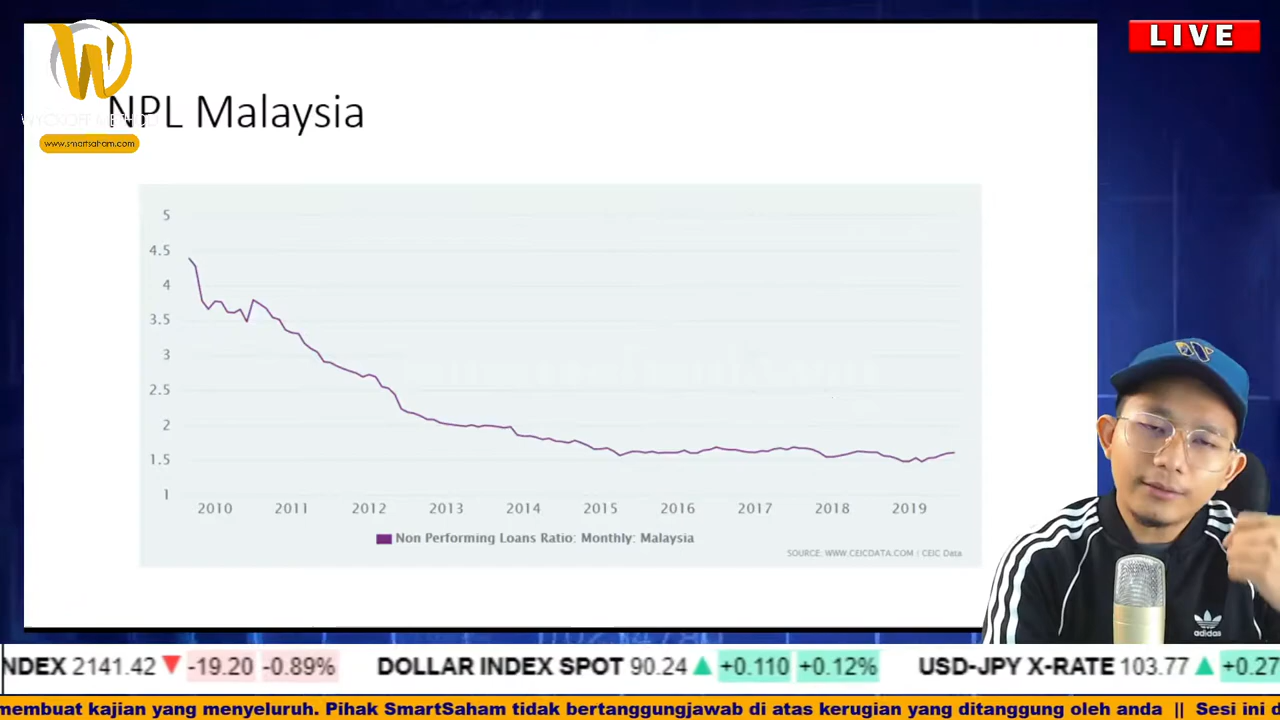 LIVE
NPL Malaysia
WYCKOFF METHOD
www.smartsaham.com
5
4.5
4
3.5
3
2.5
2
1.5
1
2010 2011 2012 2013 2014 2015 2016 2017 2018 2019
Non Performing Loans Ratio: Monthly: Malaysia
SOURCE: WWW.CEICDATA.COM | CEIC Data
adidas
NDEX 2141.42 ▼ -19.20 -0.89% DOLLAR INDEX SPOT 90.24 ▲ +0.110 +0.12% USD-JPY X-RATE 103.77 ▲ +0.27
membuat kajian yang menyeluruh. Pihak SmartSaham tidak bertanggungjawab di atas kerugian yang ditanggung oleh anda || Sesi ini d